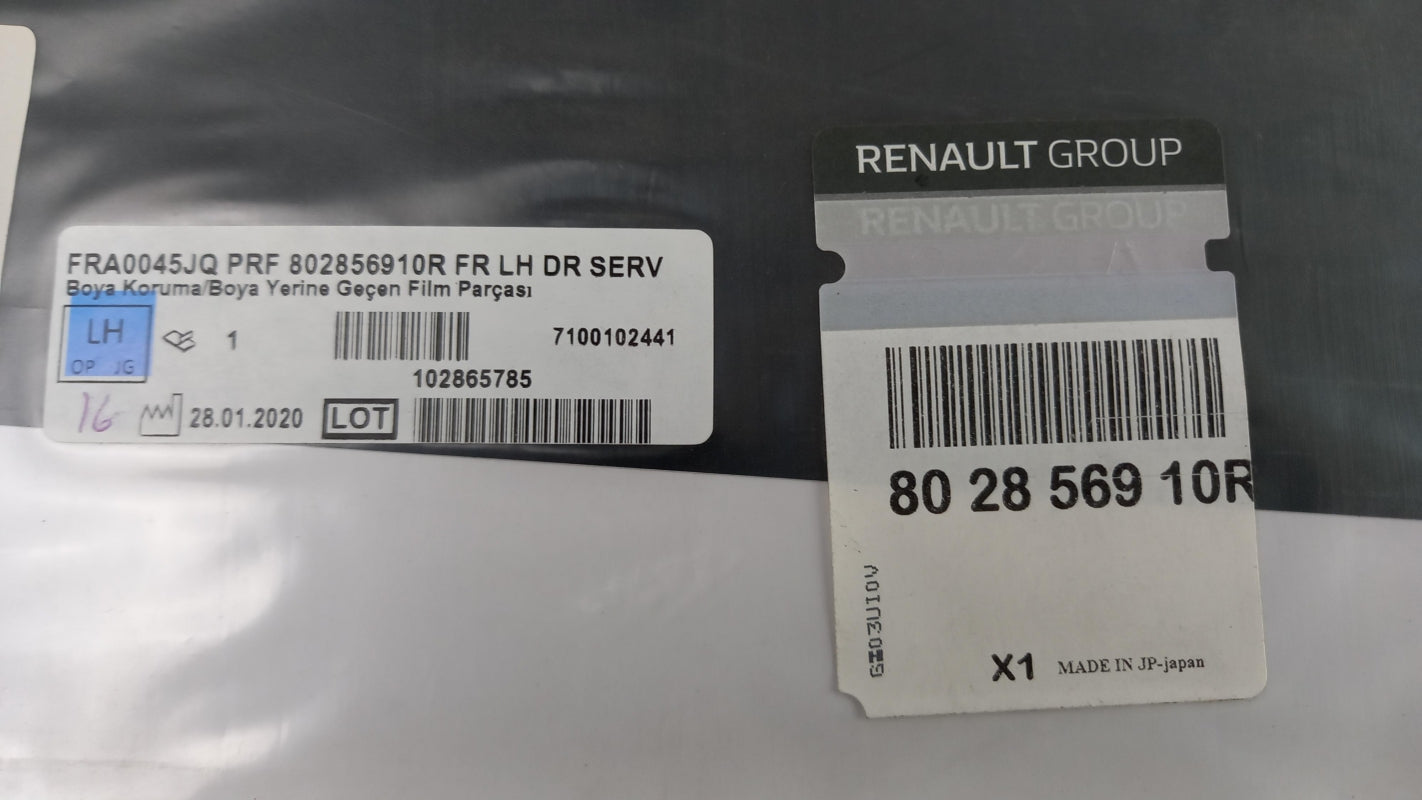 FRA0045JQ PRF 802856910R FR LH DR SERV
Boya Koruma/Boya Yerine Geçen Film Parçası
LH
OP JG
1
7100102441
102865785
16
28.01.2020
LOT
RENAULT GROUP
RENAULT GROUP
80 28 569 10R
X1 MADE IN JP-japan